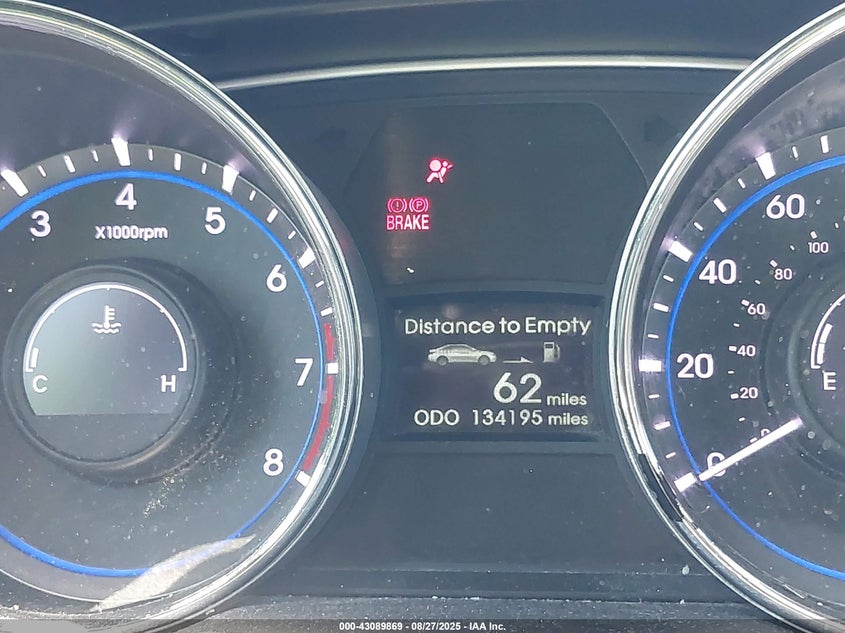 3
4
5
6
7
8
X1000rpm
C
H
BRAKE
Distance to Empty
62 miles
ODO 134195 miles
60
40
20
0
100
80
60
40
20
0
E
000-43089869 - 08/27/2025 - IAA Inc.